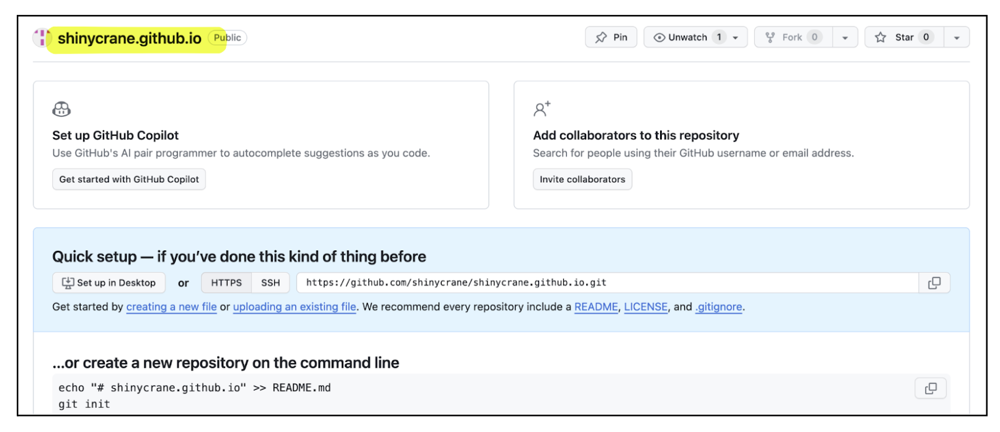 shinycrane.github.io Public
Pin
Unwatch 1
Fork 0
Star 0
Set up GitHub Copilot
Use GitHub's AI pair programmer to autocomplete suggestions as you code.
Get started with GitHub Copilot
Add collaborators to this repository
Search for people using their GitHub username or email address.
Invite collaborators
Quick setup — if you’ve done this kind of thing before
Set up in Desktop or HTTPS SSH https://github.com/shinycrane/shinycrane.github.io.git
Get started by creating a new file or uploading an existing file. We recommend every repository include a README, LICENSE, and .gitignore.
…or create a new repository on the command line
echo "# shinycrane.github.io" >> README.md
git init